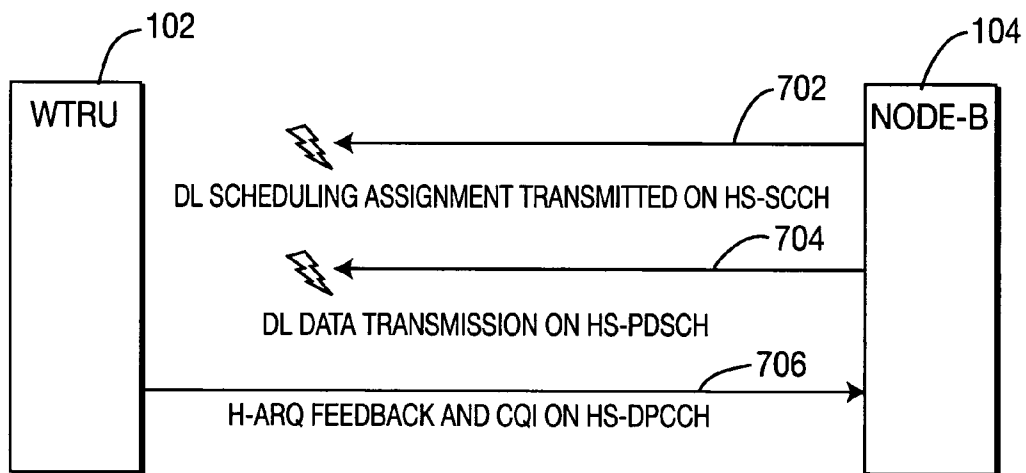 102
104
WTRU
NODE-B
702
DL SCHEDULING ASSIGNMENT TRANSMITTED ON HS-SCCH
704
DL DATA TRANSMISSION ON HS-PDSCH
706
H-ARQ FEEDBACK AND CQI ON HS-DPCCH